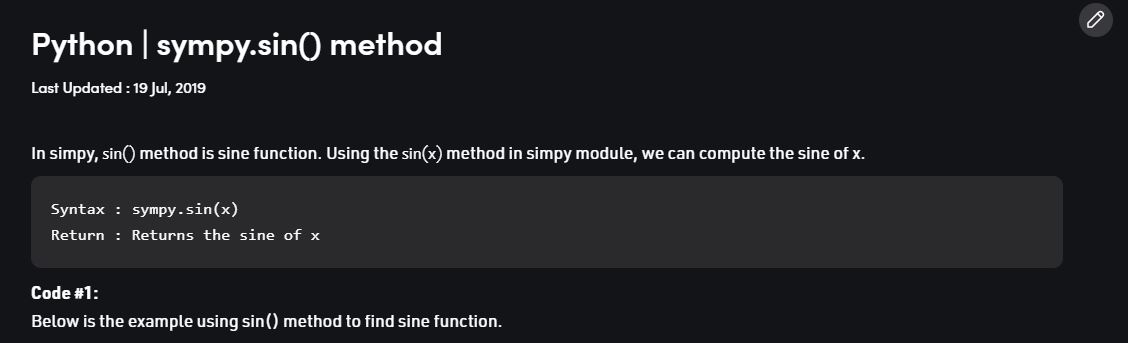 Python | sympy.sin() method
Last Updated : 19 Jul, 2019
In simpy, sin() method is sine function. Using the sin(x) method in simpy module, we can compute the sine of x.
Syntax : sympy.sin(x)
Return : Returns the sine of x
Code #1:
Below is the example using sin() method to find sine function.